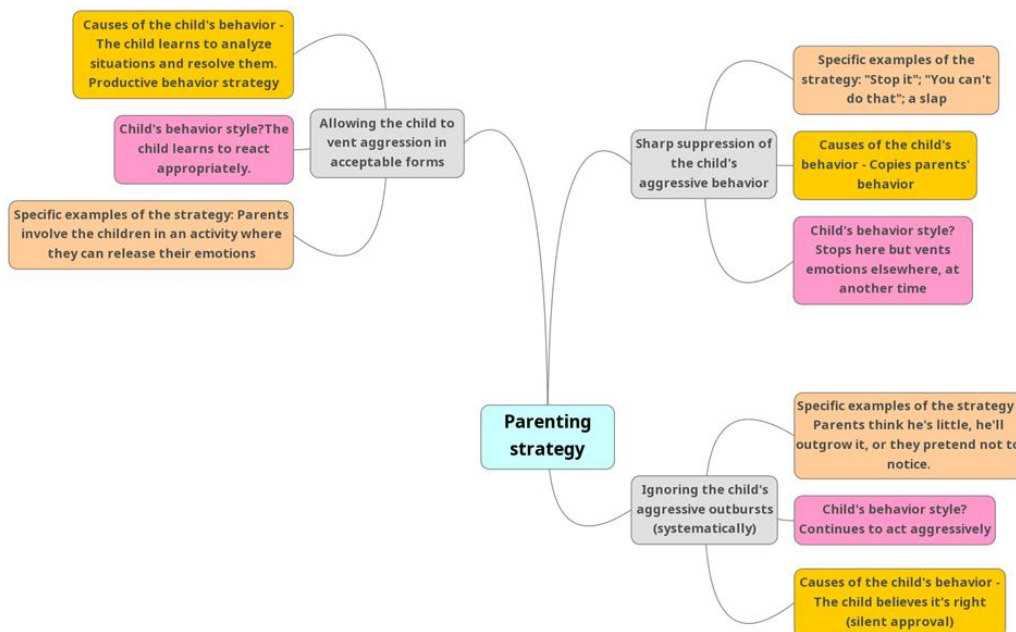 Causes of the child's behavior -
The child learns to analyze
situations and resolve them.
Productive behavior strategy
Child's behavior style?The
child learns to react
appropriately.
Specific examples of the strategy: Parents
involve the children in an activity where
they can release their emotions
Allowing the child to
vent aggression in
acceptable forms
Parenting
strategy
Sharp suppression of
the child's
aggressive behavior
Specific examples of the
strategy: "Stop it"; "You can't
do that"; a slap
Causes of the child's
behavior - Copies parents'
behavior
Child's behavior style?
Stops here but vents
emotions elsewhere, at
another time
Ignoring the child's
aggressive outbursts
(systematically)
Specific examples of the strategy
Parents think he's little, he'll
outgrow it, or they pretend not to
notice.
Child's behavior style?
Continues to act aggressively
Causes of the child's behavior -
The child believes it's right
(silent approval)